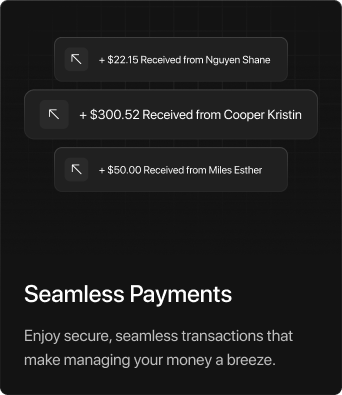 + $22.15 Received from Nguyen Shane
+ $300.52 Received from Cooper Kristin
+ $50.00 Received from Miles Esther
Seamless Payments
Enjoy secure, seamless transactions that
make managing your money a breeze.